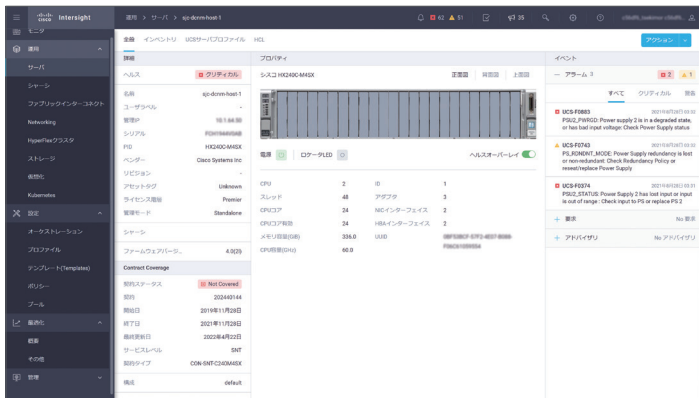 CISCO Intersight
運用 > サーバ > sjc-dcnm-host-1
62 51
35
モニタ
運用
サーバ
シャーシ
ファブリックインターコネクト
Networking
HyperFlexクラスタ
ストレージ
仮想化
Kubernetes
設定
オーケストレーション
プロファイル
テンプレート(Templates)
ポリシー
プール
最適化
概要
その他
管理
全般 インベントリ UCSサーバプロファイル HCL
アクション
詳細
ヘルス クリティカル
名前 sjc-dcnm-host-1
ユーザラベル -
管理IP
シリアル
PID HX240C-M4SX
ベンダー Cisco Systems Inc
リビジョン -
アセットタグ Unknown
ライセンス階層 Premier
管理モード Standalone
シャーシ -
ファームウェアバージ... 4.0(2l)
Contract Coverage
契約ステータス Not Covered
契約 202440144
開始日 2019年11月28日
終了日 2021年11月28日
最終更新日 2022年4月22日
サービスレベル SNT
契約タイプ CON-SNT-C240M4SX
構成 default
プロパティ
シスコ HX240C-M4SX 正面図 背面図 上面図
電源 ロケータLED ヘルスオーバーレイ
CPU 2 ID 1
スレッド 48 アダプタ 3
CPUコア 24 NICインターフェイス 2
CPUコア有効 24 HBAインターフェイス 2
メモリ容量(GiB) 336.0 UUID
CPU容量(GHz) 60.0
イベント
アラーム 3 2 1
すべて クリティカル 警告
UCS-F0883
PSU2_PWRGD: Power supply 2 is in a degraded state,
or has bad input voltage: Check Power supply status
UCS-F0743
PS_RDNDNT_MODE: Power Supply redundancy is lost
or non-redundant: Check Redundancy Policy or
reseat/replace Power Supply
UCS-F0374
PSU2_STATUS: Power Supply 2 has lost input or input
is out of range : Check input to PS or replace PS 2
要求 No 要求
アドバイザリ No アドバイザリ